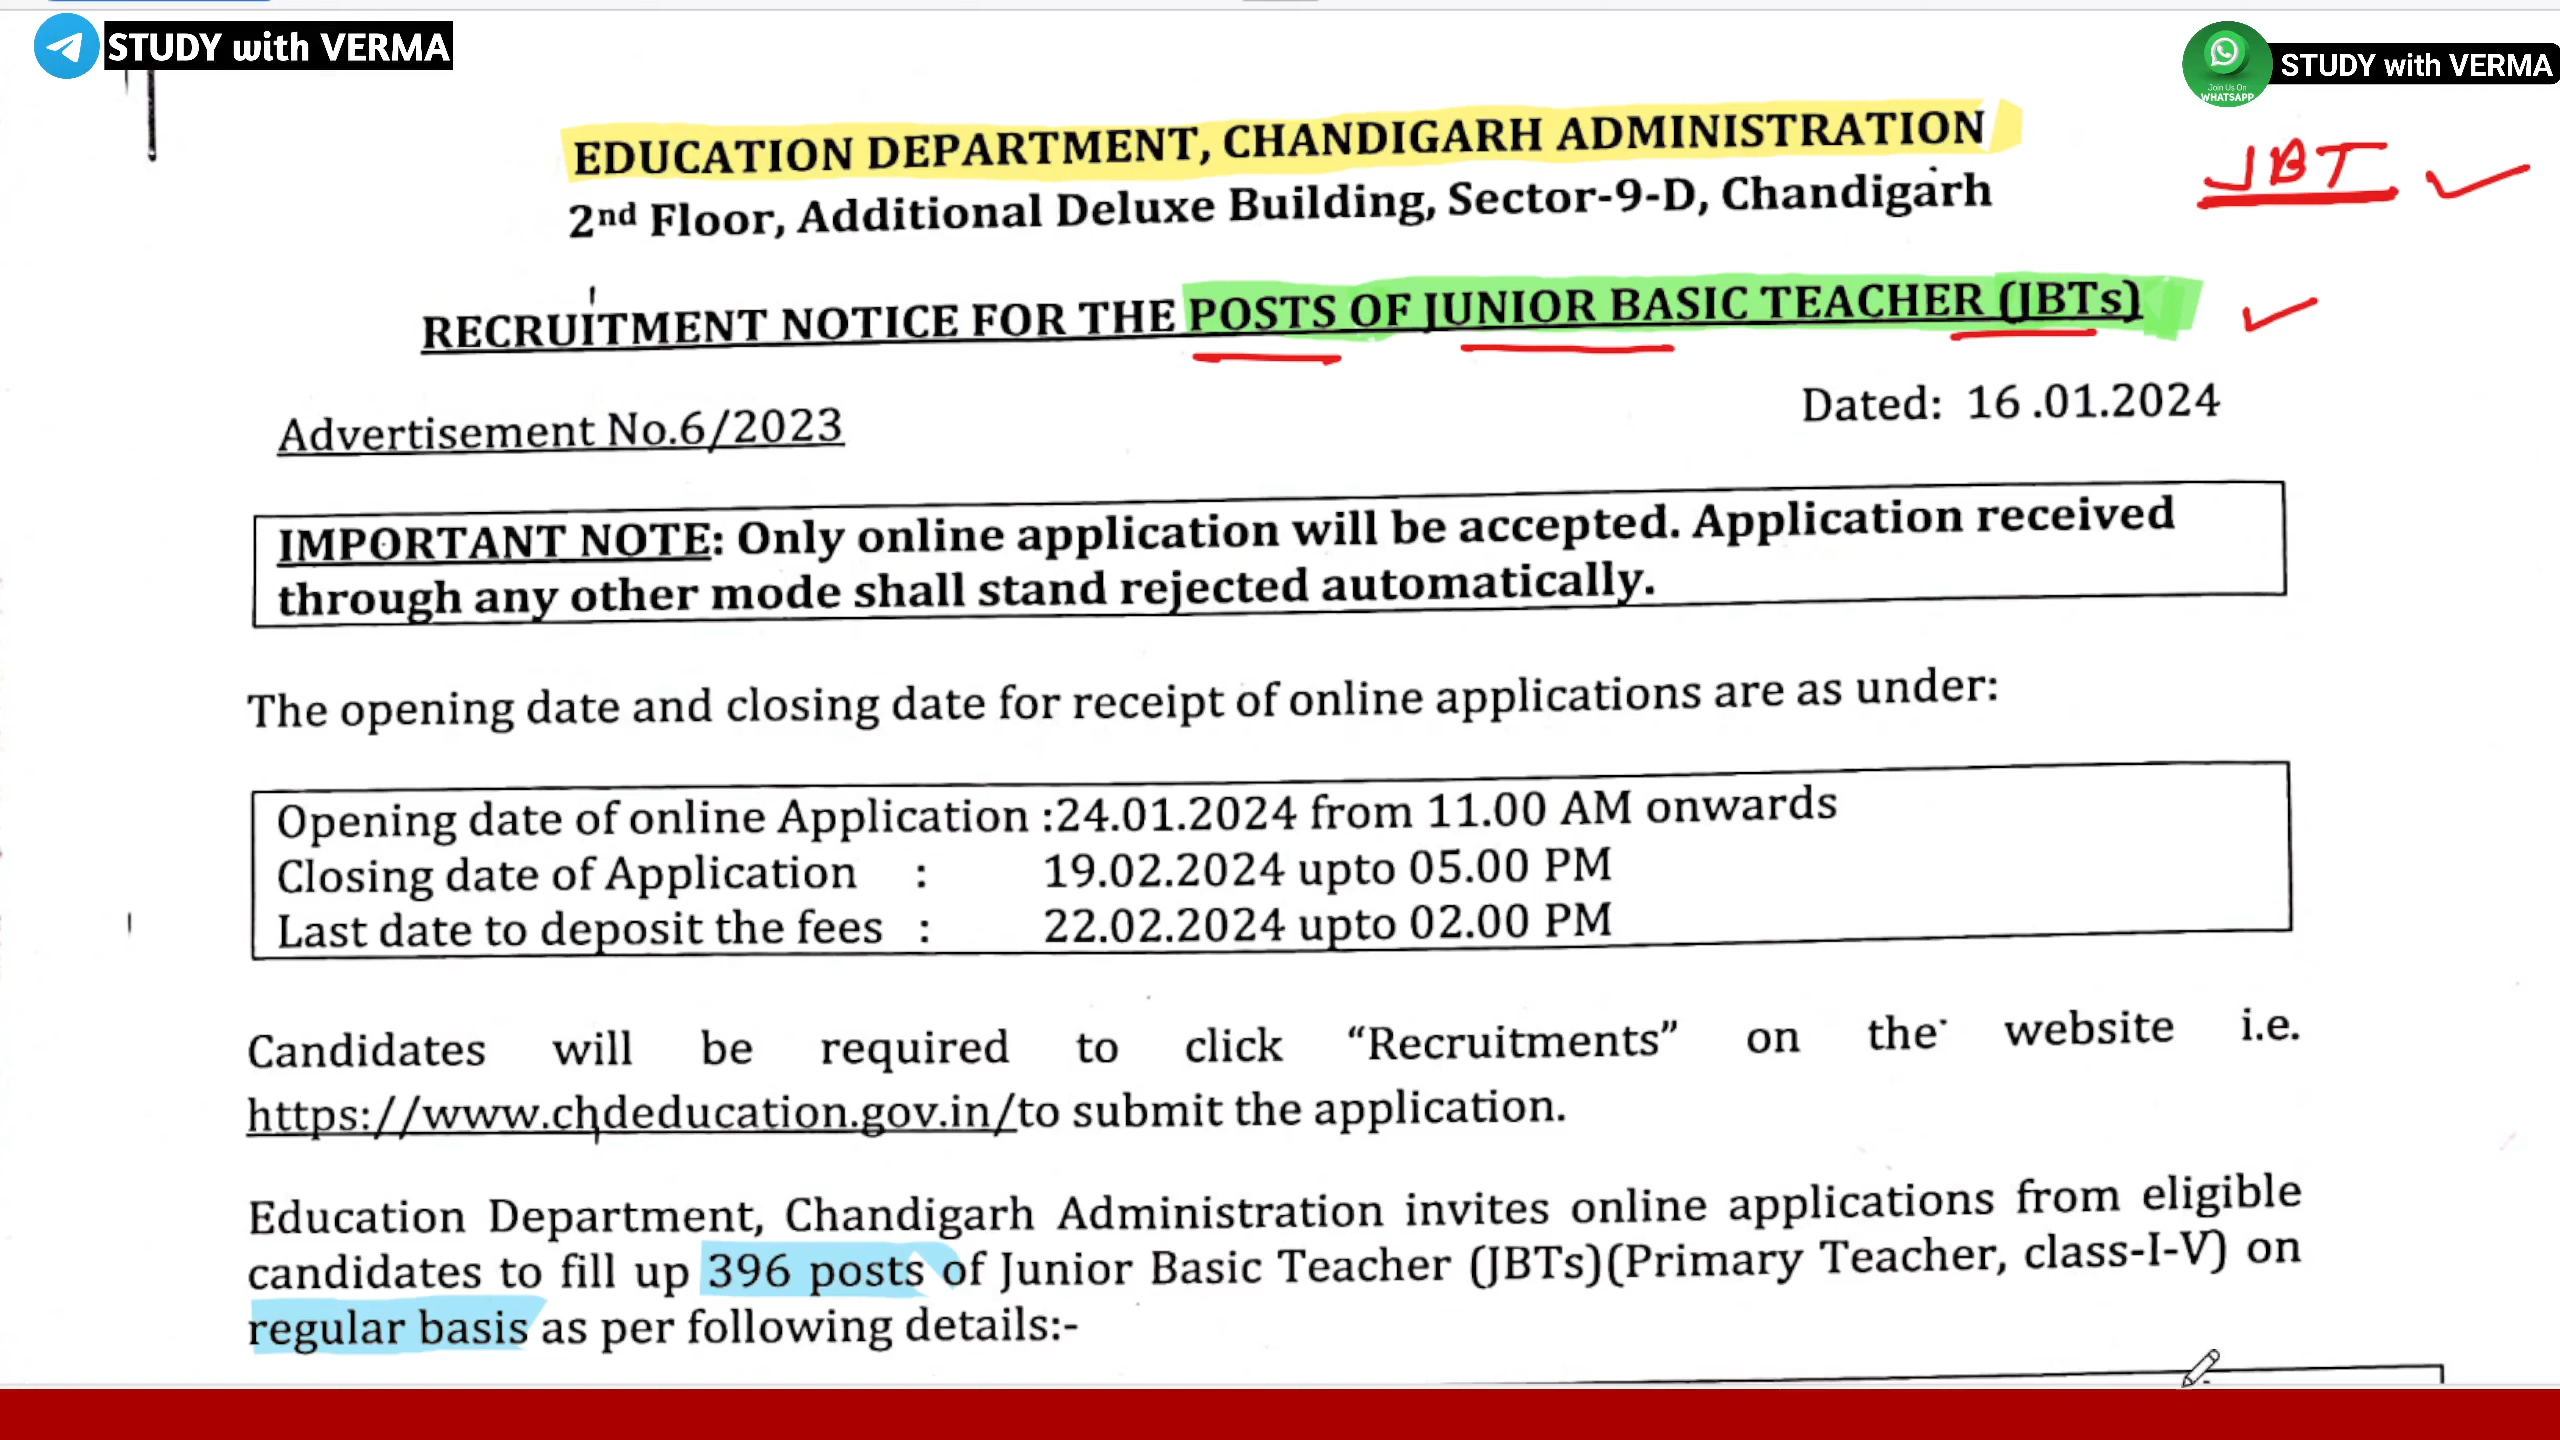 STUDY with VERMA
STUDY with VERMA
Join Us On
WHATSAPP
EDUCATION DEPARTMENT, CHANDIGARH ADMINISTRATION
JBT
2nd Floor, Additional Deluxe Building, Sector-9-D, Chandigarh
RECRUITMENT NOTICE FOR THE POSTS OF JUNIOR BASIC TEACHER (JBTs)
Advertisement No.6/2023 Dated: 16.01.2024
IMPORTANT NOTE: Only online application will be accepted. Application received
through any other mode shall stand rejected automatically.
The opening date and closing date for receipt of online applications are as under:
Opening date of online Application :24.01.2024 from 11.00 AM onwards
Closing date of Application : 19.02.2024 upto 05.00 PM
Last date to deposit the fees : 22.02.2024 upto 02.00 PM
Candidates will be required to click “Recruitments” on the website i.e.
https://www.chdeducation.gov.in/to submit the application.
Education Department, Chandigarh Administration invites online applications from eligible
candidates to fill up 396 posts of Junior Basic Teacher (JBTs)(Primary Teacher, class-I-V) on
regular basis as per following details:-